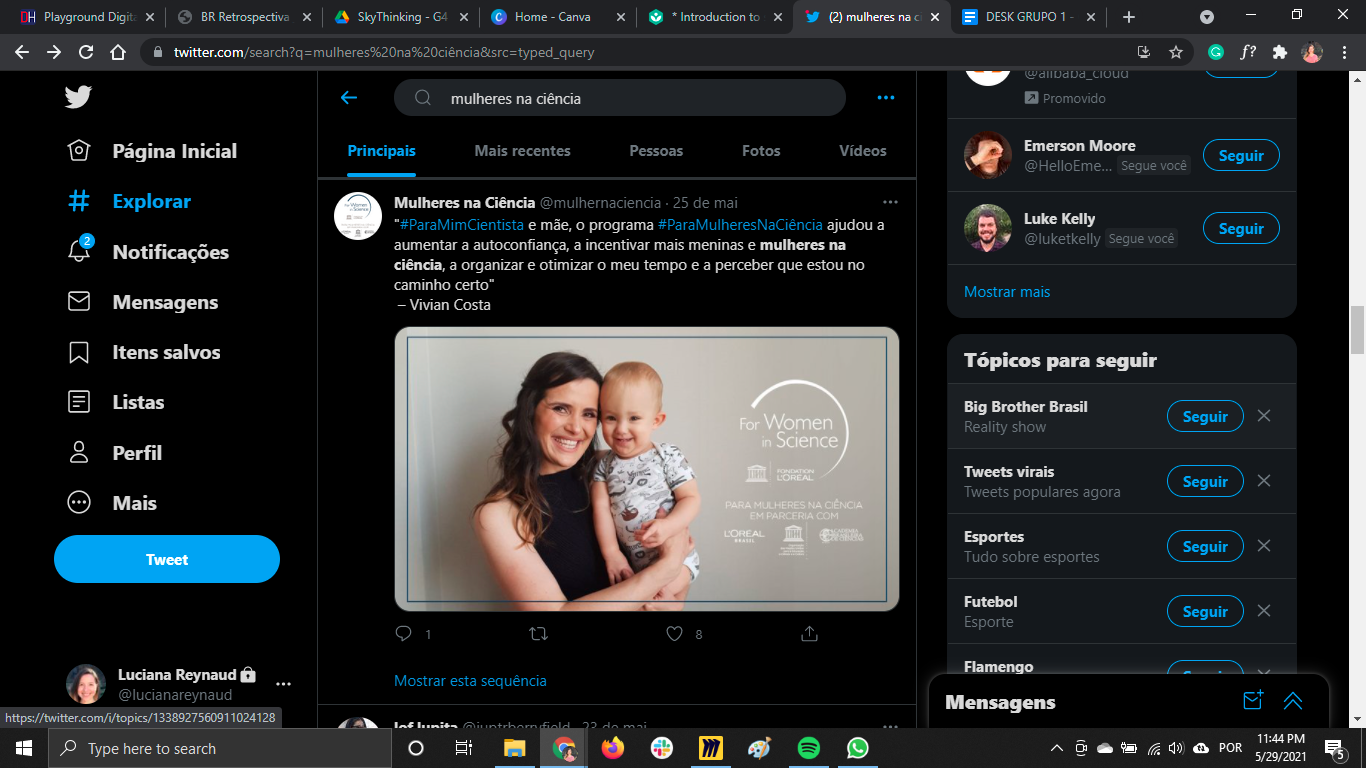 Playground Digita
BR Retrospectiva
SkyThinking - G4
Home - Canva
* Introduction to
(2) mulheres na ci
DESK GRUPO 1 -
twitter.com/search?q=mulheres%20na%20ciência&src=typed_query
Página Inicial
Explorar
2
Notificações
Mensagens
Itens salvos
Listas
Perfil
Mais
Tweet
Luciana Reynaud
@lucianareynaud
https://twitter.com/i/topics/1338927560911024128
mulheres na ciência
Principais
Mais recentes
Pessoas
Fotos
Vídeos
Mulheres na Ciência @mulhernaciencia · 25 de mai
"#ParaMimCientista e mãe, o programa #ParaMulheresNaCiência ajudou a
aumentar a autoconfiança, a incentivar mais meninas e mulheres na
ciência, a organizar e otimizar o meu tempo e a perceber que estou no
caminho certo"
– Vivian Costa
For Women
in Science
FONDATION
L'ORÉAL
PARA MULHERES NA CIÊNCIA
EM PARCERIA COM
L'ORÉAL
BRASIL
1
8
Mostrar esta sequência
Jef Jupita @juptrberryfield · 23 de mai
@alibaba_cloud
Promovido
Emerson Moore
@HelloEme... Segue você
Seguir
Luke Kelly
@luketkelly Segue você
Seguir
Mostrar mais
Tópicos para seguir
Big Brother Brasil
Reality show
Seguir
Tweets virais
Tweets populares agora
Seguir
Esportes
Tudo sobre esportes
Seguir
Futebol
Esporte
Seguir
Flamengo
Mensagens
Type here to search
POR
11:44 PM
5/29/2021
5